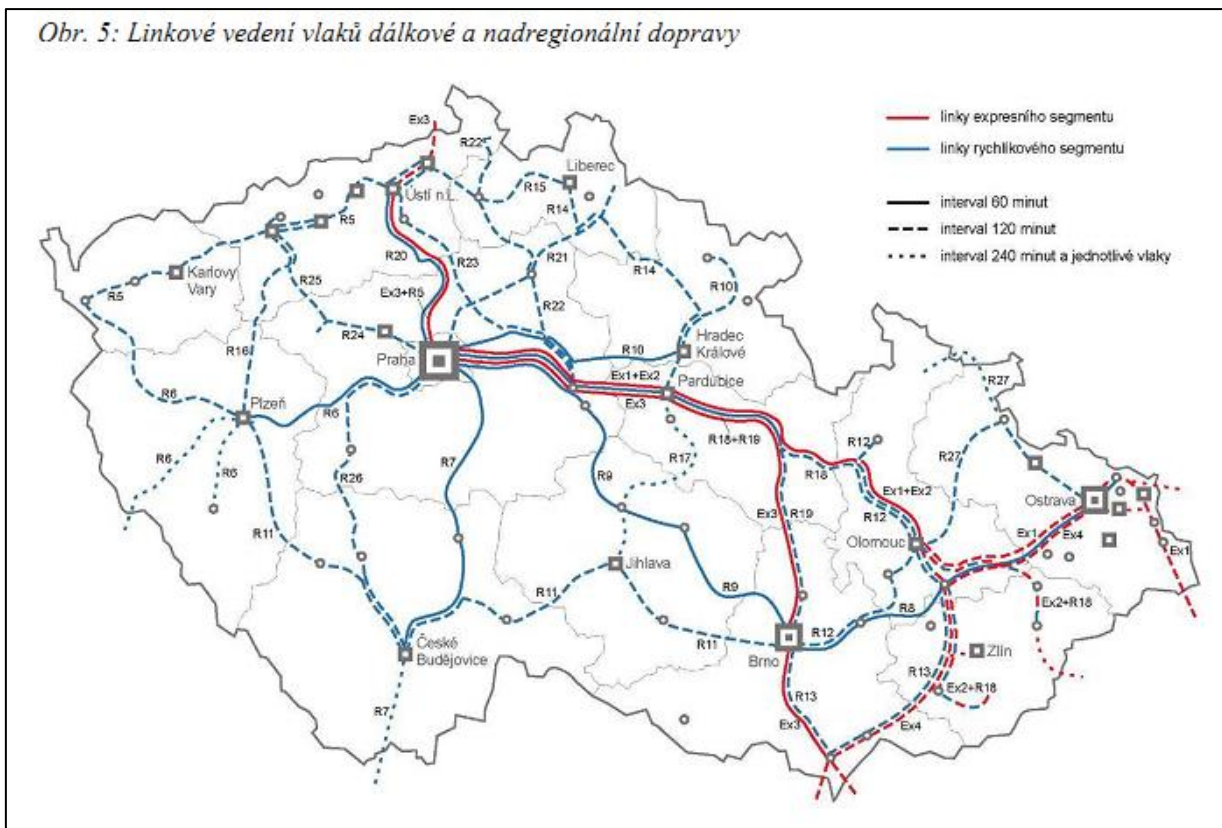 Obr. 5: Linkové vedení vlaků dálkové a nadregionální dopravy
Ex3
linky expresního segmentu
linky rychlíkového segmentu
interval 60 minut
interval 120 minut
interval 240 minut a jednotlivé vlaky
R22
Liberec
Ústí n.L.
R15
R14
R5
R20
R23
R21
R14
Karlovy
Vary
R25
R10
R5
Ex3+R5
R22
R24
R16
Praha
R10
Hradec
Králové
Ex1+Ex2
Pardubice
Ex3
R27
Plzeň
R6
R6
R18+R19
R12
R6
R6
R7
R17
R18
R27
R26
R9
Ex1+Ex2
Ostrava
R11
Ex3
R19
R12
Olomouc
Ex1
Ex4
Ex1
Jihlava
R11
R9
R8
Ex2+R18
R11
R12
České
Budějovice
Brno
Zlín
R13
Ex2+R18
R13
R7
Ex3
Ex4